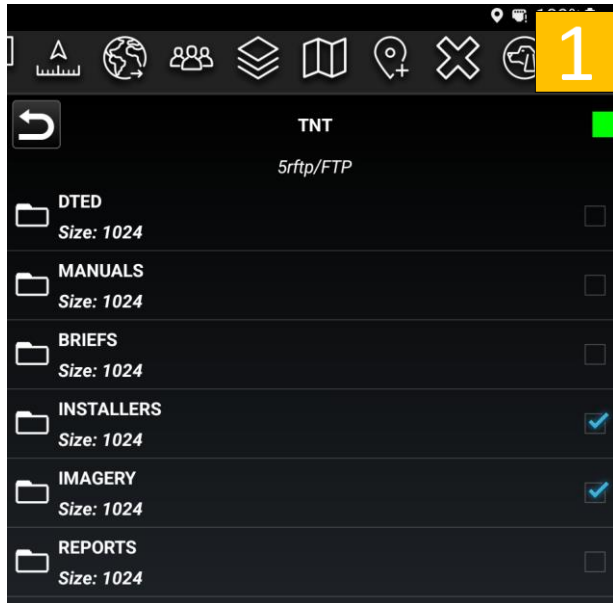 1
TNT
5rftp/FTP
DTED
Size: 1024
MANUALS
Size: 1024
BRIEFS
Size: 1024
INSTALLERS
Size: 1024
IMAGERY
Size: 1024
REPORTS
Size: 1024